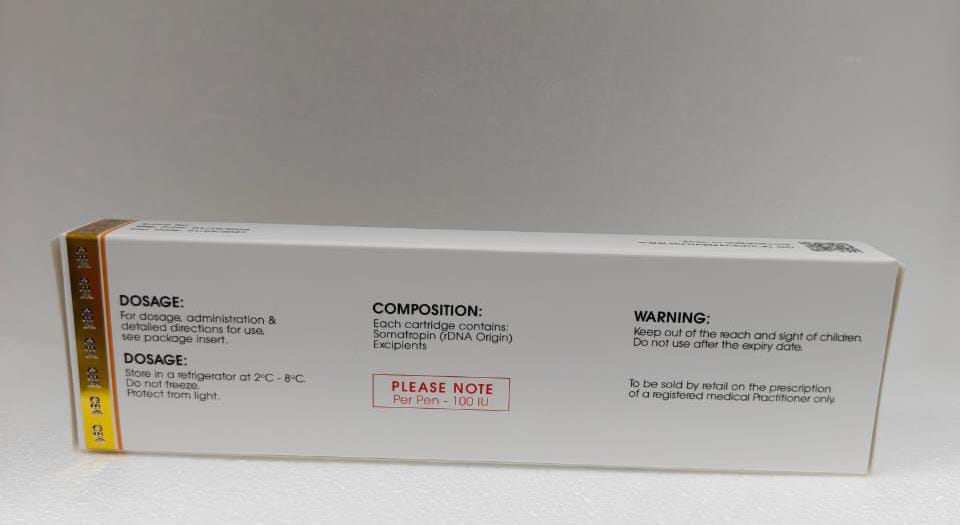 DOSAGE:
For dosage, administration &
detailed directions for use,
see package insert.
DOSAGE:
Store in a refrigerator at 2°C - 8°C.
Do not freeze.
Protect from light.
COMPOSITION:
Each cartridge contains:
Somatropin (rDNA Origin)
Excipients
PLEASE NOTE
Per Pen - 100 IU
WARNING:
Keep out of the reach and sight of children.
Do not use after the expiry date.
To be sold by retail on the prescription
of a registered medical Practitioner only.